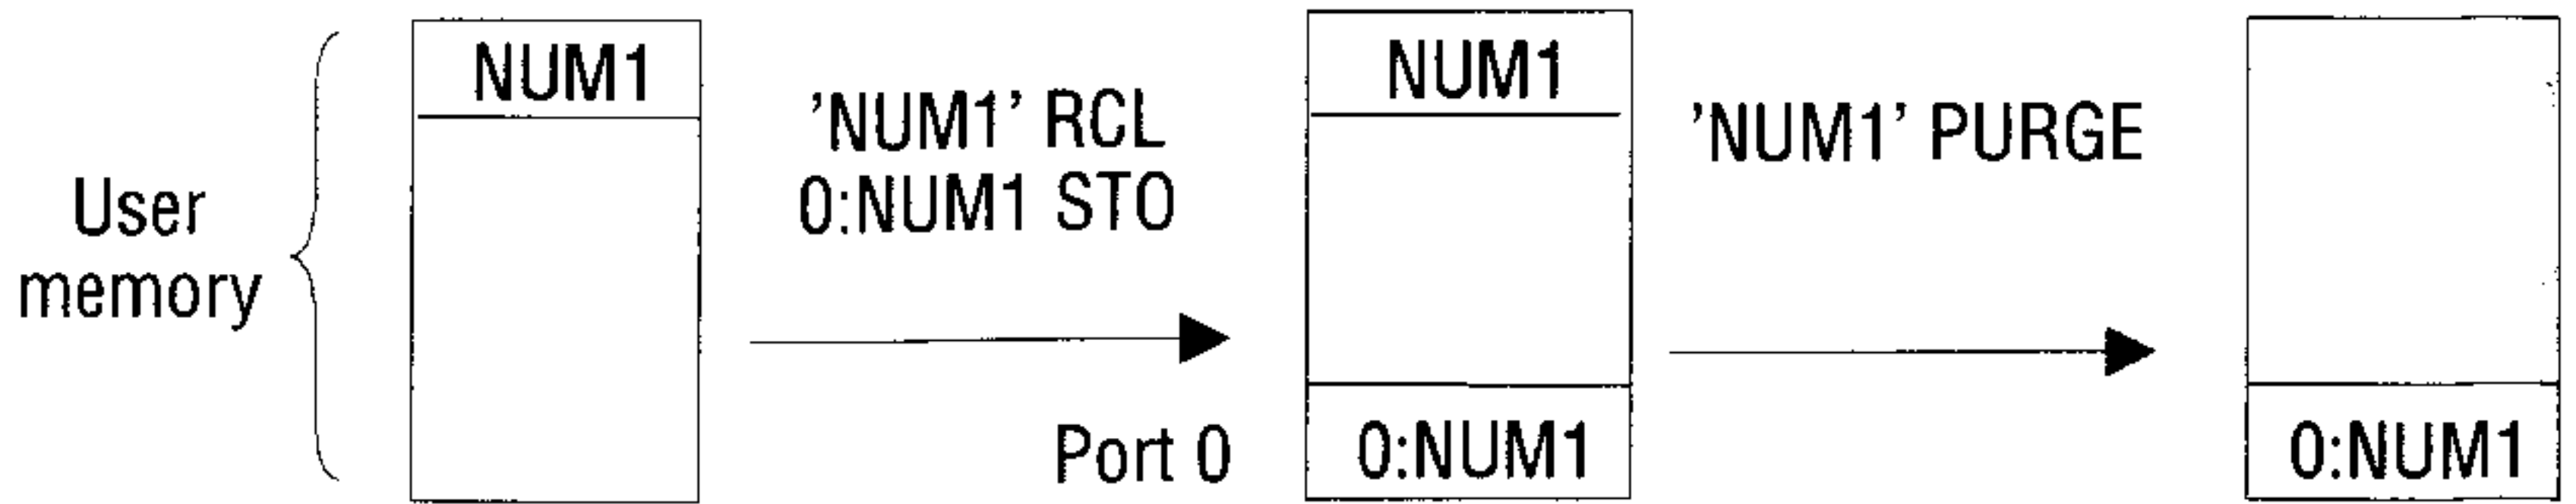 NUM1
User
memory
'NUM1' RCL
0:NUM1 STO
Port 0
NUM1
0:NUM1
'NUM1' PURGE
0:NUM1